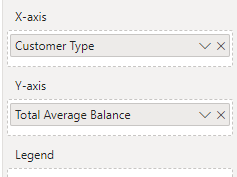 X-axis
Customer Type
Y-axis
Total Average Balance
Legend